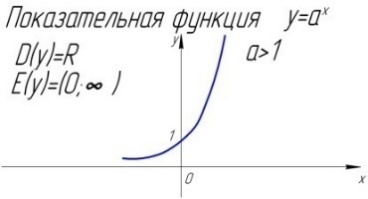 Показательная функция y=aˣ
D(y)=R a>1
E(y)=(0;∞ )
y
1
0 x